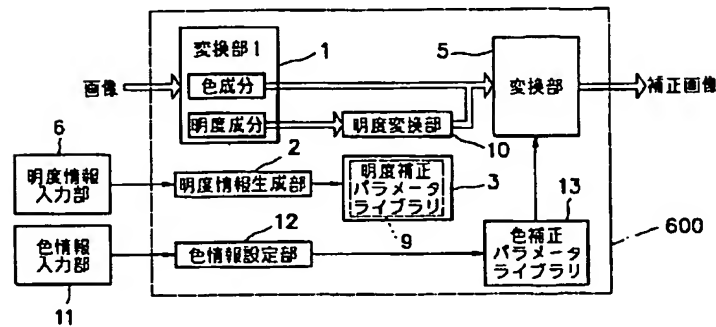 変換部1
1
5
画像
色成分
変換部
補正画像
明度成分
明度変換部
10
6
2
明度情報
入力部
明度情報生成部
明度補正
パラメータ
ライブラリ
3
13
12
9
600
色情報
入力部
色情報設定部
色補正
パラメータ
ライブラリ
11